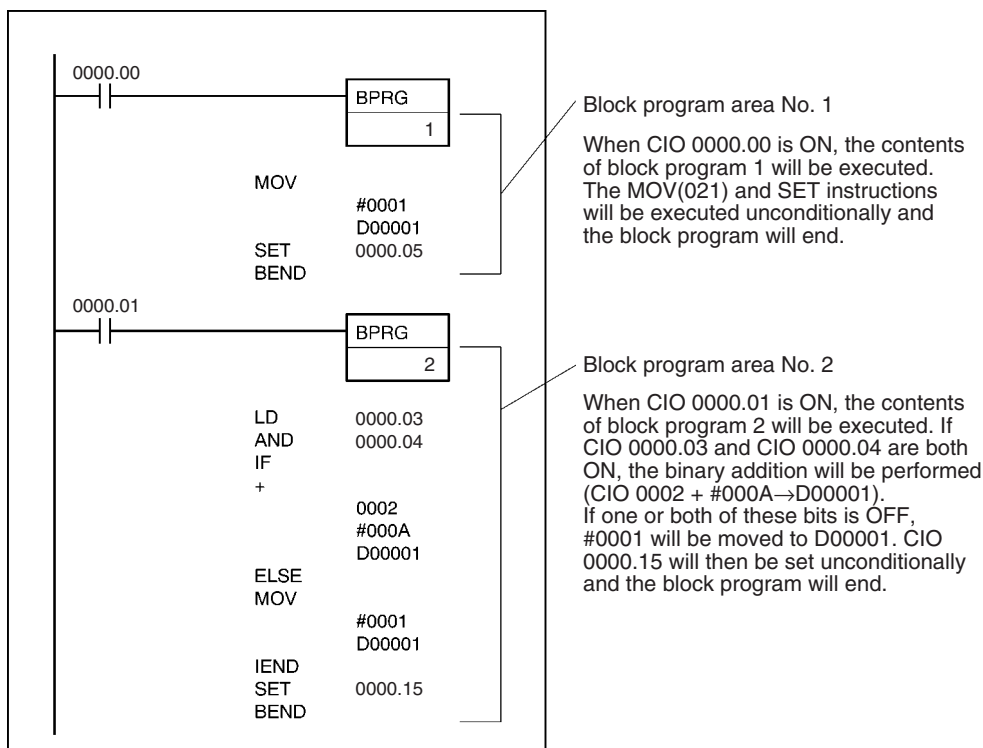 0000.00
BPRG
1
MOV
#0001
D00001
SET 0000.05
BEND
Block program area No. 1
When CIO 0000.00 is ON, the contents
of block program 1 will be executed.
The MOV(021) and SET instructions
will be executed unconditionally and
the block program will end.
0000.01
BPRG
2
LD 0000.03
AND 0000.04
IF
+
0002
#000A
D00001
ELSE
MOV
#0001
D00001
IEND
SET 0000.15
BEND
Block program area No. 2
When CIO 0000.01 is ON, the contents
of block program 2 will be executed. If
CIO 0000.03 and CIO 0000.04 are both
ON, the binary addition will be performed
(CIO 0002 + #000A→D00001).
If one or both of these bits is OFF,
#0001 will be moved to D00001. CIO
0000.15 will then be set unconditionally
and the block program will end.